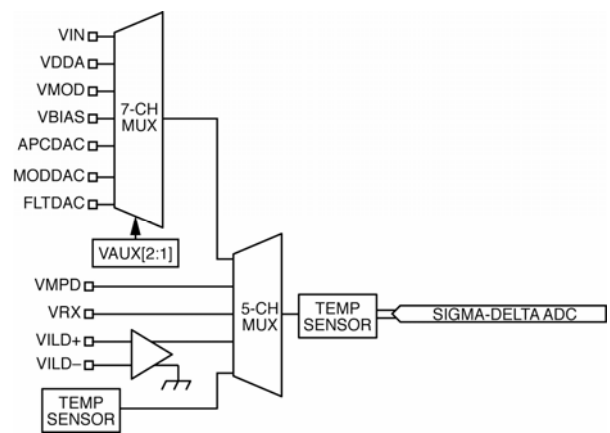 VIN
VDDA
VMOD
VBIAS
APCDAC
MODDAC
FLTDAC
7-CH
MUX
VAUX[2:1]
VMPD
VRX
VILD+
VILD–
5-CH
MUX
TEMP
SENSOR
SIGMA-DELTA ADC
TEMP
SENSOR